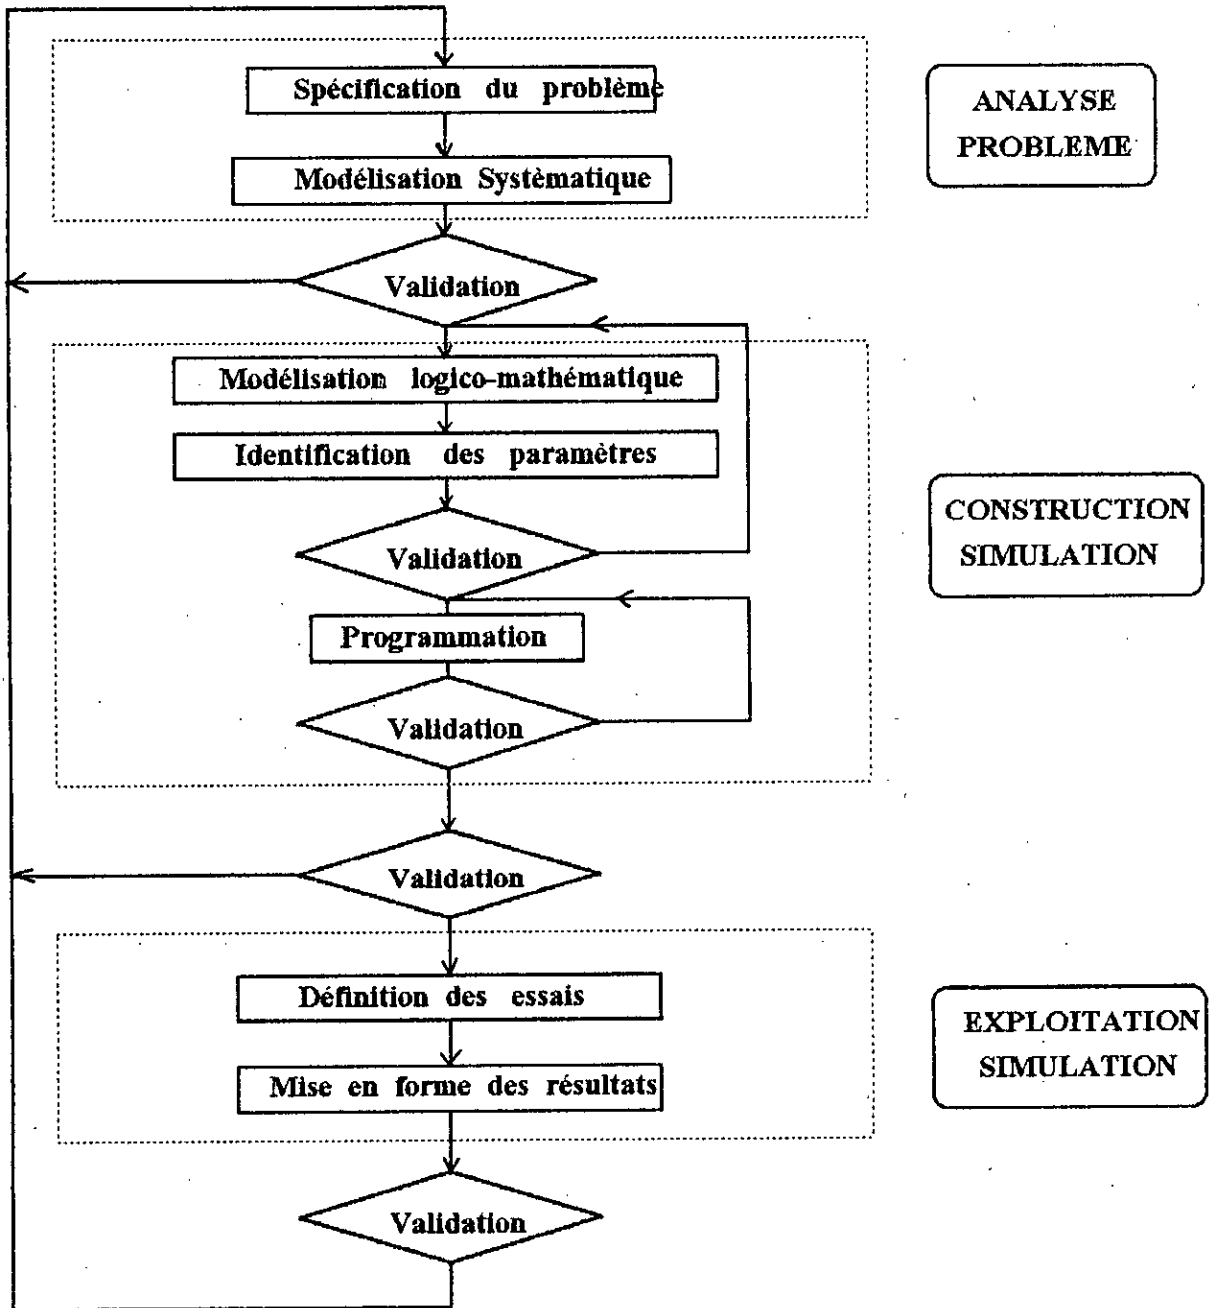 Spécification du problème
ANALYSE
PROBLEME
Modélisation Systèmatique
Validation
Modélisation logico-mathématique
Identification des paramètres
CONSTRUCTION
SIMULATION
Validation
Programmation
Validation
Validation
Définition des essais
EXPLOITATION
SIMULATION
Mise en forme des résultats
Validation